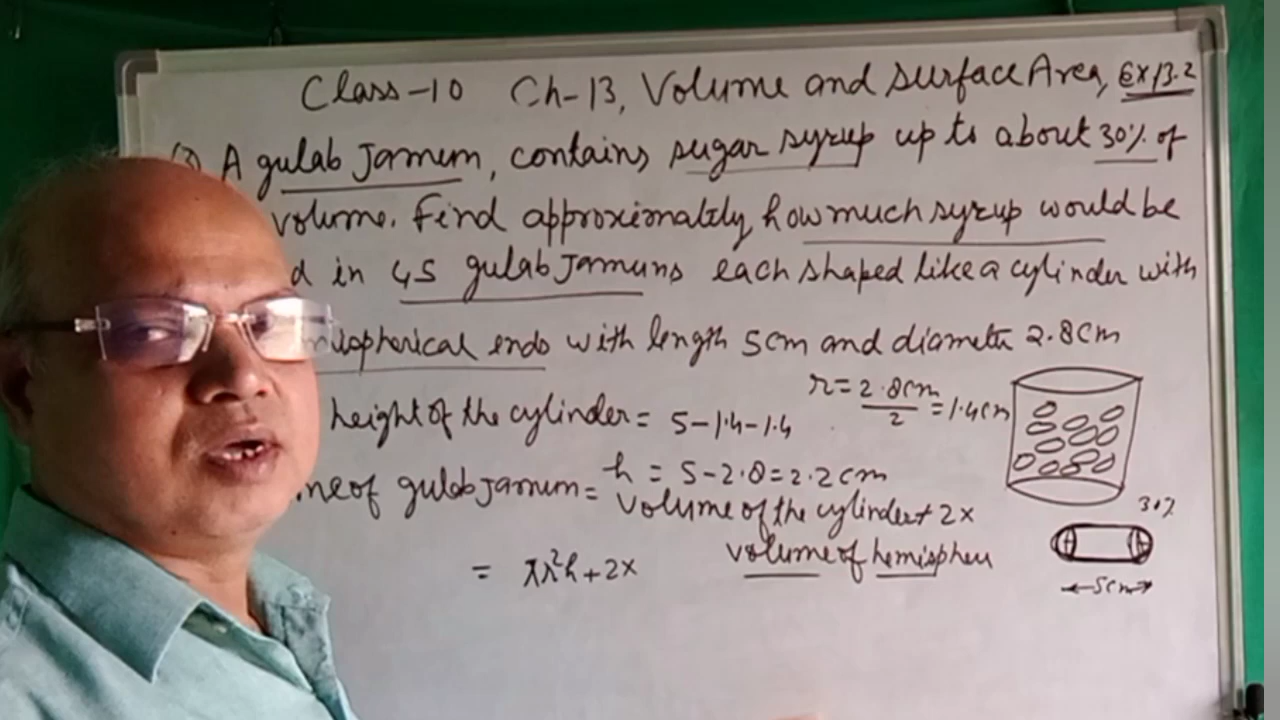 Class-10 Ch-13, Volume and surface Area, Ex 13.2
A gulab Jamun, contains sugar syrup up to about 30% of
volume. Find approximately how much syrup would be
d in 45 gulab Jamuns each shaped like a cylinder with
mispherical ends with length 5cm and diameter 2.8cm
r = 2.8cm/2 = 1.4cm
height of the cylinder = 5-1.4-1.4
h = 5-2.8=2.2cm
me of gulab Jamun = Volume of the cylinder + 2x
volume of hemisphere
= πr²h+2x
30%
5cm